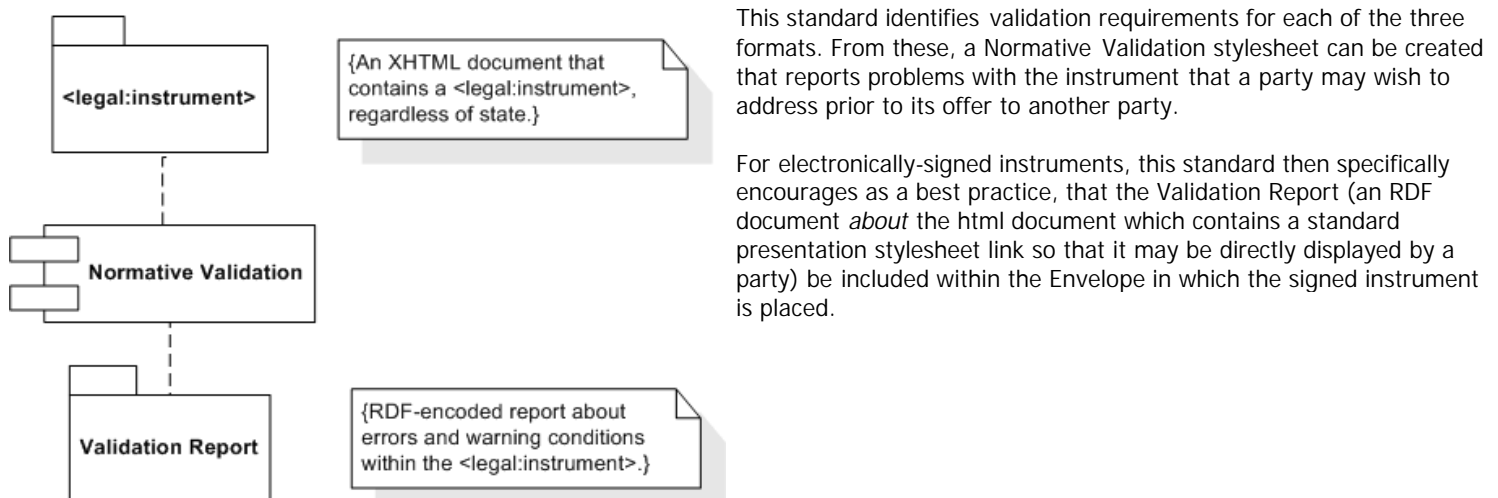 <legal:instrument>
{An XHTML document that
contains a <legal:instrument>,
regardless of state.}
Normative Validation
Validation Report
{RDF-encoded report about
errors and warning conditions
within the <legal:instrument>.}
This standard identifies validation requirements for each of the three
formats. From these, a Normative Validation stylesheet can be created
that reports problems with the instrument that a party may wish to
address prior to its offer to another party.
For electronically-signed instruments, this standard then specifically
encourages as a best practice, that the Validation Report (an RDF
document about the html document which contains a standard
presentation stylesheet link so that it may be directly displayed by a
party) be included within the Envelope in which the signed instrument
is placed.